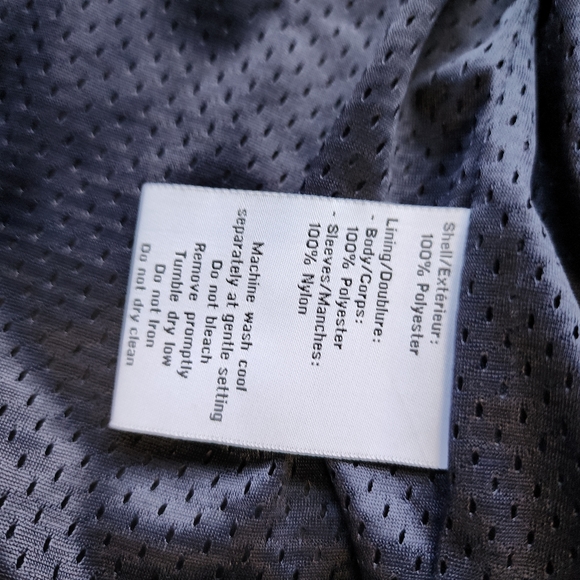 Shell/Extérieur:
100% Polyester
Lining/Doublure:
- Body/Corps:
100% Polyester
- Sleeves/Manches:
100% Nylon
Machine wash cool
separately at gentle setting
Do not bleach
Remove promptly
Tumble dry low
Do not Iron
Do not dry clean